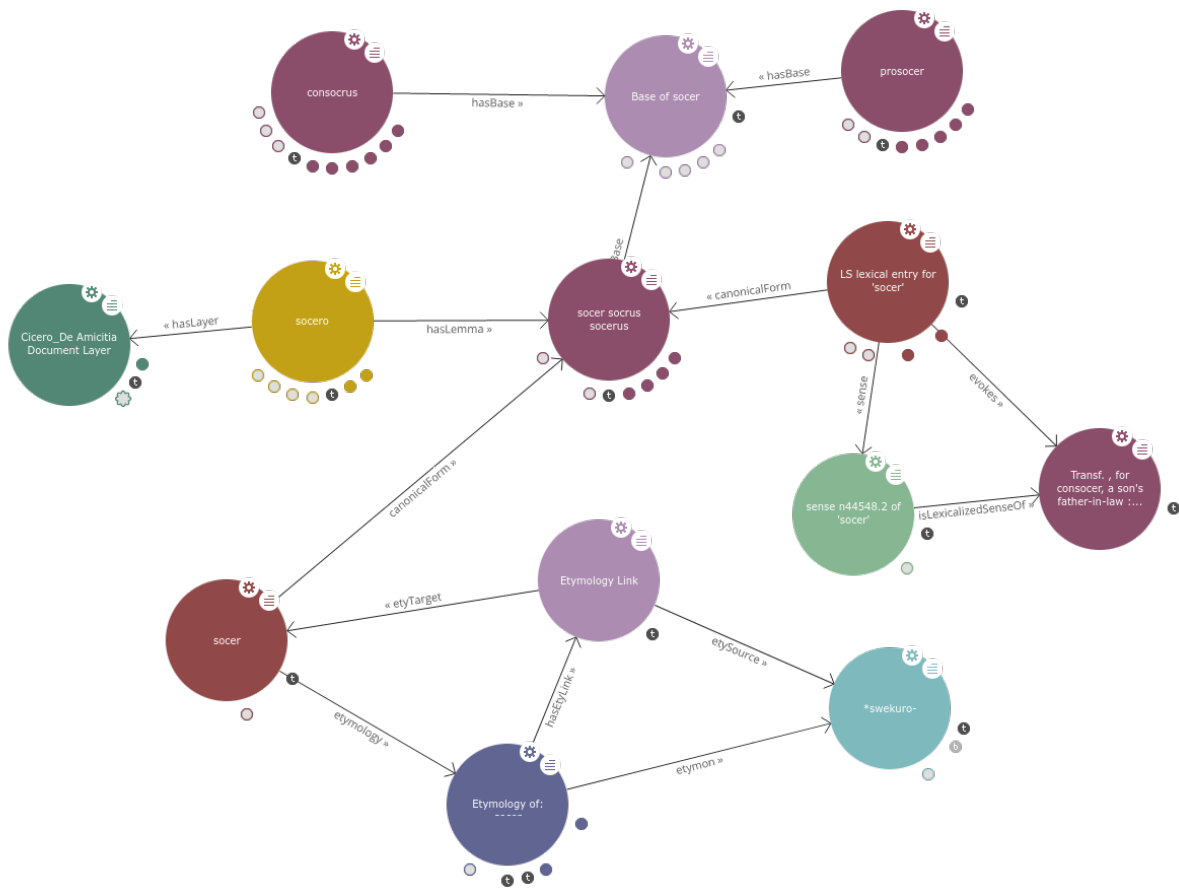 consocrus
hasBase »
Base of socer
« hasBase
prosocer
Base
Cicero_De Amicitia
Document Layer
« hasLayer
socero
hasLemma »
socer socrus
socerus
« canonicalForm
LS lexical entry for
'socer'
« sense
evokes »
canonicalForm »
sense n44548.2 of
'socer'
isLexicalizedSenseOf »
Transf. , for
consocer, a son's
father-in-law :...
Etymology Link
« etyTarget
etySource »
socer
etymology »
hasEtyLink »
*swekuro-
etymon »
Etymology of: